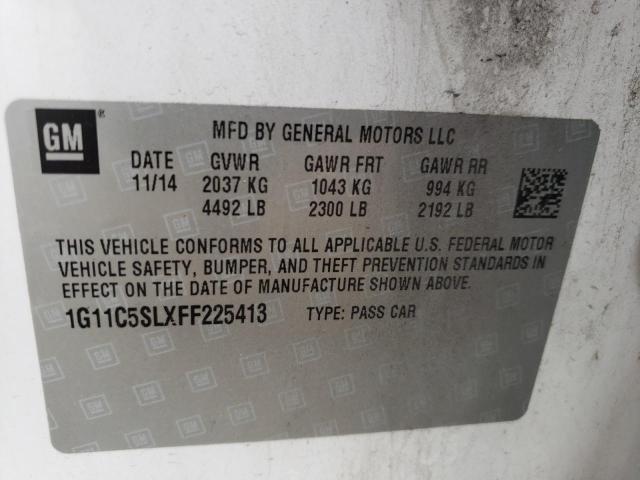 GM
MFD BY GENERAL MOTORS LLC
DATE GVWR GAWR FRT GAWR RR
11/14 2037 KG 1043 KG 994 KG
4492 LB 2300 LB 2192 LB
THIS VEHICLE CONFORMS TO ALL APPLICABLE U.S. FEDERAL MOTOR
VEHICLE SAFETY, BUMPER, AND THEFT PREVENTION STANDARDS IN
EFFECT ON THE DATE OF MANUFACTURE SHOWN ABOVE.
1G11C5SLXFF225413 TYPE: PASS CAR